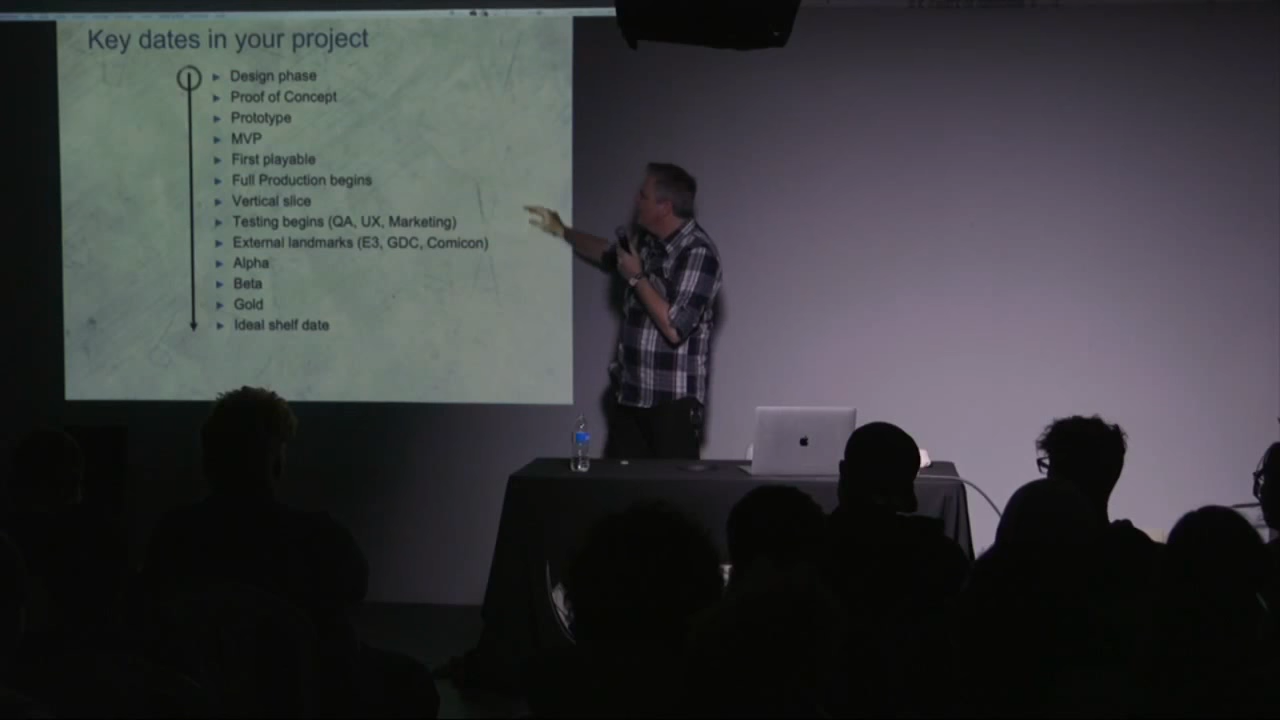 Key dates in your project
Design phase
Proof of Concept
Prototype
MVP
First playable
Full Production begins
Vertical slice
Testing begins (QA, UX, Marketing)
External landmarks (E3, GDC, Comicon)
Alpha
Beta
Gold
Ideal shelf date